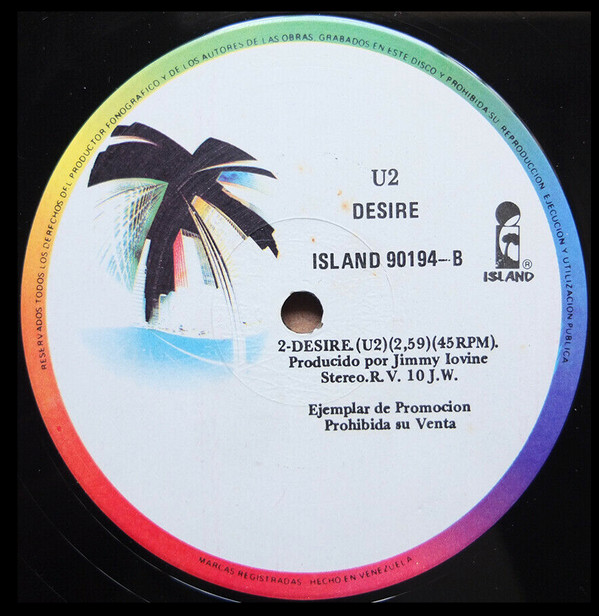 RESERVADOS TODOS LOS DERECHOS DEL PRODUCTOR FONOGRAFICO Y DE LOS AUTORES DE LAS OBRAS GRABADOS EN ESTE DISCO Y PROHIBIDA SU REPRODUCCION EJECUCION Y UTILIZACION PUBLICA
U2
DESIRE
ISLAND 90194-B
®
ISLAND
2-DESIRE.(U2)(2,59)(45RPM).
Producido por Jimmy Iovine
Stereo.R.V. 10 J.W.
Ejemplar de Promocion
Prohibida su Venta
MARCAS REGISTRADAS HECHO EN VENEZUELA